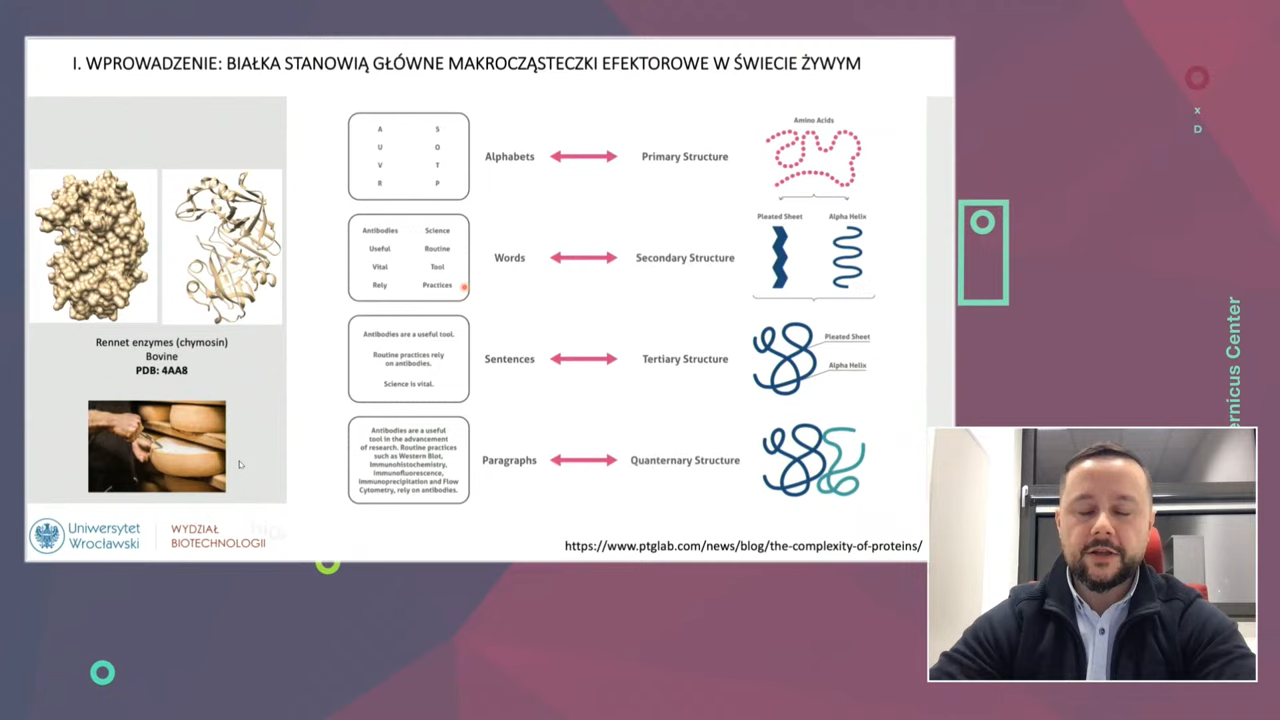 I. WPROWADZENIE: BIAŁKA STANOWIĄ GŁÓWNE MAKROCZĄSTECZKI EFEKTOROWE W ŚWIECIE ŻYWYM
A S
U O
V T
R P
Alphabets
Primary Structure
Amino Acids
Antibodies Science
Useful Routine
Vital Tool
Rely Practices
Words
Secondary Structure
Pleated Sheet
Alpha Helix
Antibodies are a useful tool.
Routine practices rely
on antibodies.
Science is vital.
Sentences
Tertiary Structure
Pleated Sheet
Alpha Helix
Antibodies are a useful
tool in the advancement
of research. Routine practices
such as Western Blot,
Immunohistochemistry,
immunofluorescence,
immunoprecipitation and Flow
Cytometry, rely on antibodies.
Paragraphs
Quanternary Structure
Rennet enzymes (chymosin)
Bovine
PDB: 4AA8
Uniwersytet
Wrocławski
WYDZIAŁ
BIOTECHNOLOGII
https://www.ptglab.com/news/blog/the-complexity-of-proteins/
x
D
Center